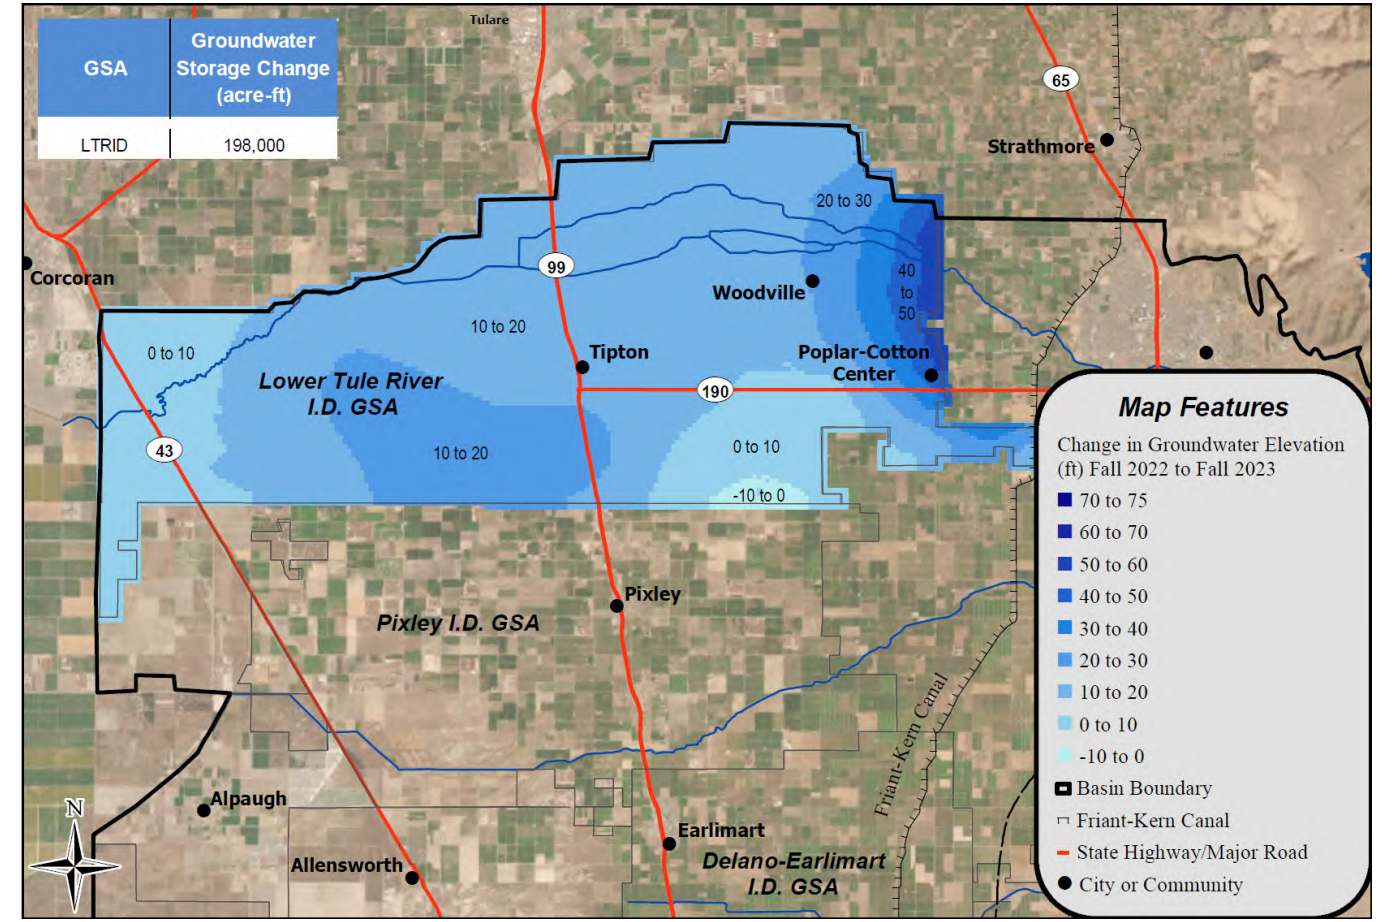 Tulare
GSA
Groundwater
Storage Change
(acre-ft)
LTRID
198,000
65
Strathmore
20 to 30
99
Corcoran
40
to
50
Woodville
10 to 20
0 to 10
Tipton
Poplar-Cotton
Center
Lower Tule River
I.D. GSA
190
43
10 to 20
0 to 10
-10 to 0
Pixley
Pixley I.D. GSA
Friant-Kern Canal
Alpaugh
N
Earlimart
Allensworth
Delano-Earlimart
I.D. GSA
Map Features
Change in Groundwater Elevation
(ft) Fall 2022 to Fall 2023
70 to 75
60 to 70
50 to 60
40 to 50
30 to 40
20 to 30
10 to 20
0 to 10
-10 to 0
Basin Boundary
Friant-Kern Canal
State Highway/Major Road
City or Community